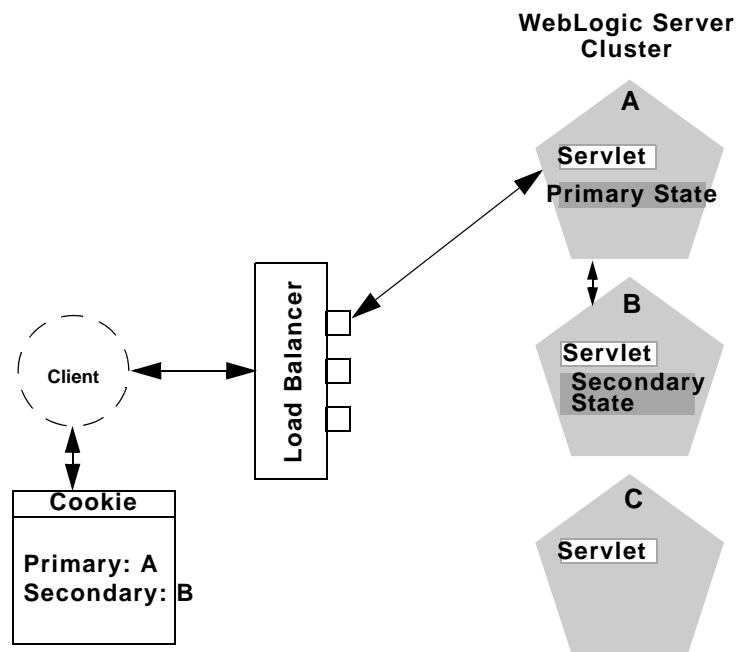 WebLogic Server
Cluster
A
Servlet
Primary State
B
Servlet
Secondary
State
C
Servlet
Load Balancer
Client
Cookie
Primary: A
Secondary: B